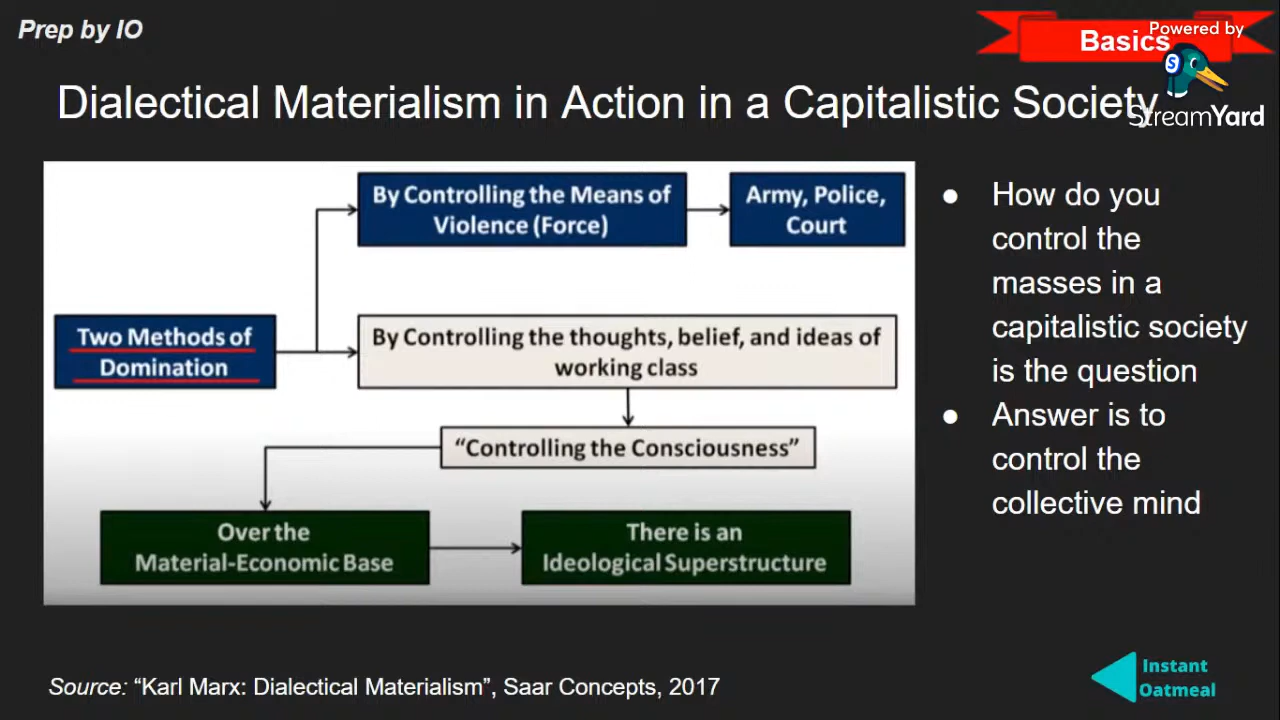 Prep by IO
Powered by
Basics
S
StreamYard
Dialectical Materialism in Action in a Capitalistic Society
By Controlling the Means of
Violence (Force)
Army, Police,
Court
Two Methods of
Domination
By Controlling the thoughts, belief, and ideas of
working class
“Controlling the Consciousness”
Over the
Material-Economic Base
There is an
Ideological Superstructure
● How do you
control the
masses in a
capitalistic society
is the question
● Answer is to
control the
collective mind
Source: “Karl Marx: Dialectical Materialism”, Saar Concepts, 2017
Instant
Oatmeal